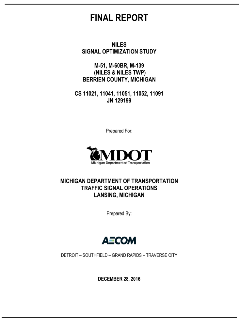 FINAL REPORT
NILES
SIGNAL OPTIMIZATION STUDY
M-51, M-60BR, M-139
(NILES & NILES TWP)
BERRIEN COUNTY, MICHIGAN
CS 11021, 11041, 11051, 11052, 11091
JN 129199
Prepared For:
MDOT
Michigan Department of Transportation
MICHIGAN DEPARTMENT OF TRANSPORTATION
TRAFFIC SIGNAL OPERATIONS
LANSING, MICHIGAN
Prepared By:
AECOM
DETROIT – SOUTHFIELD – GRAND RAPIDS – TRAVERSE CITY
DECEMBER 28, 2016